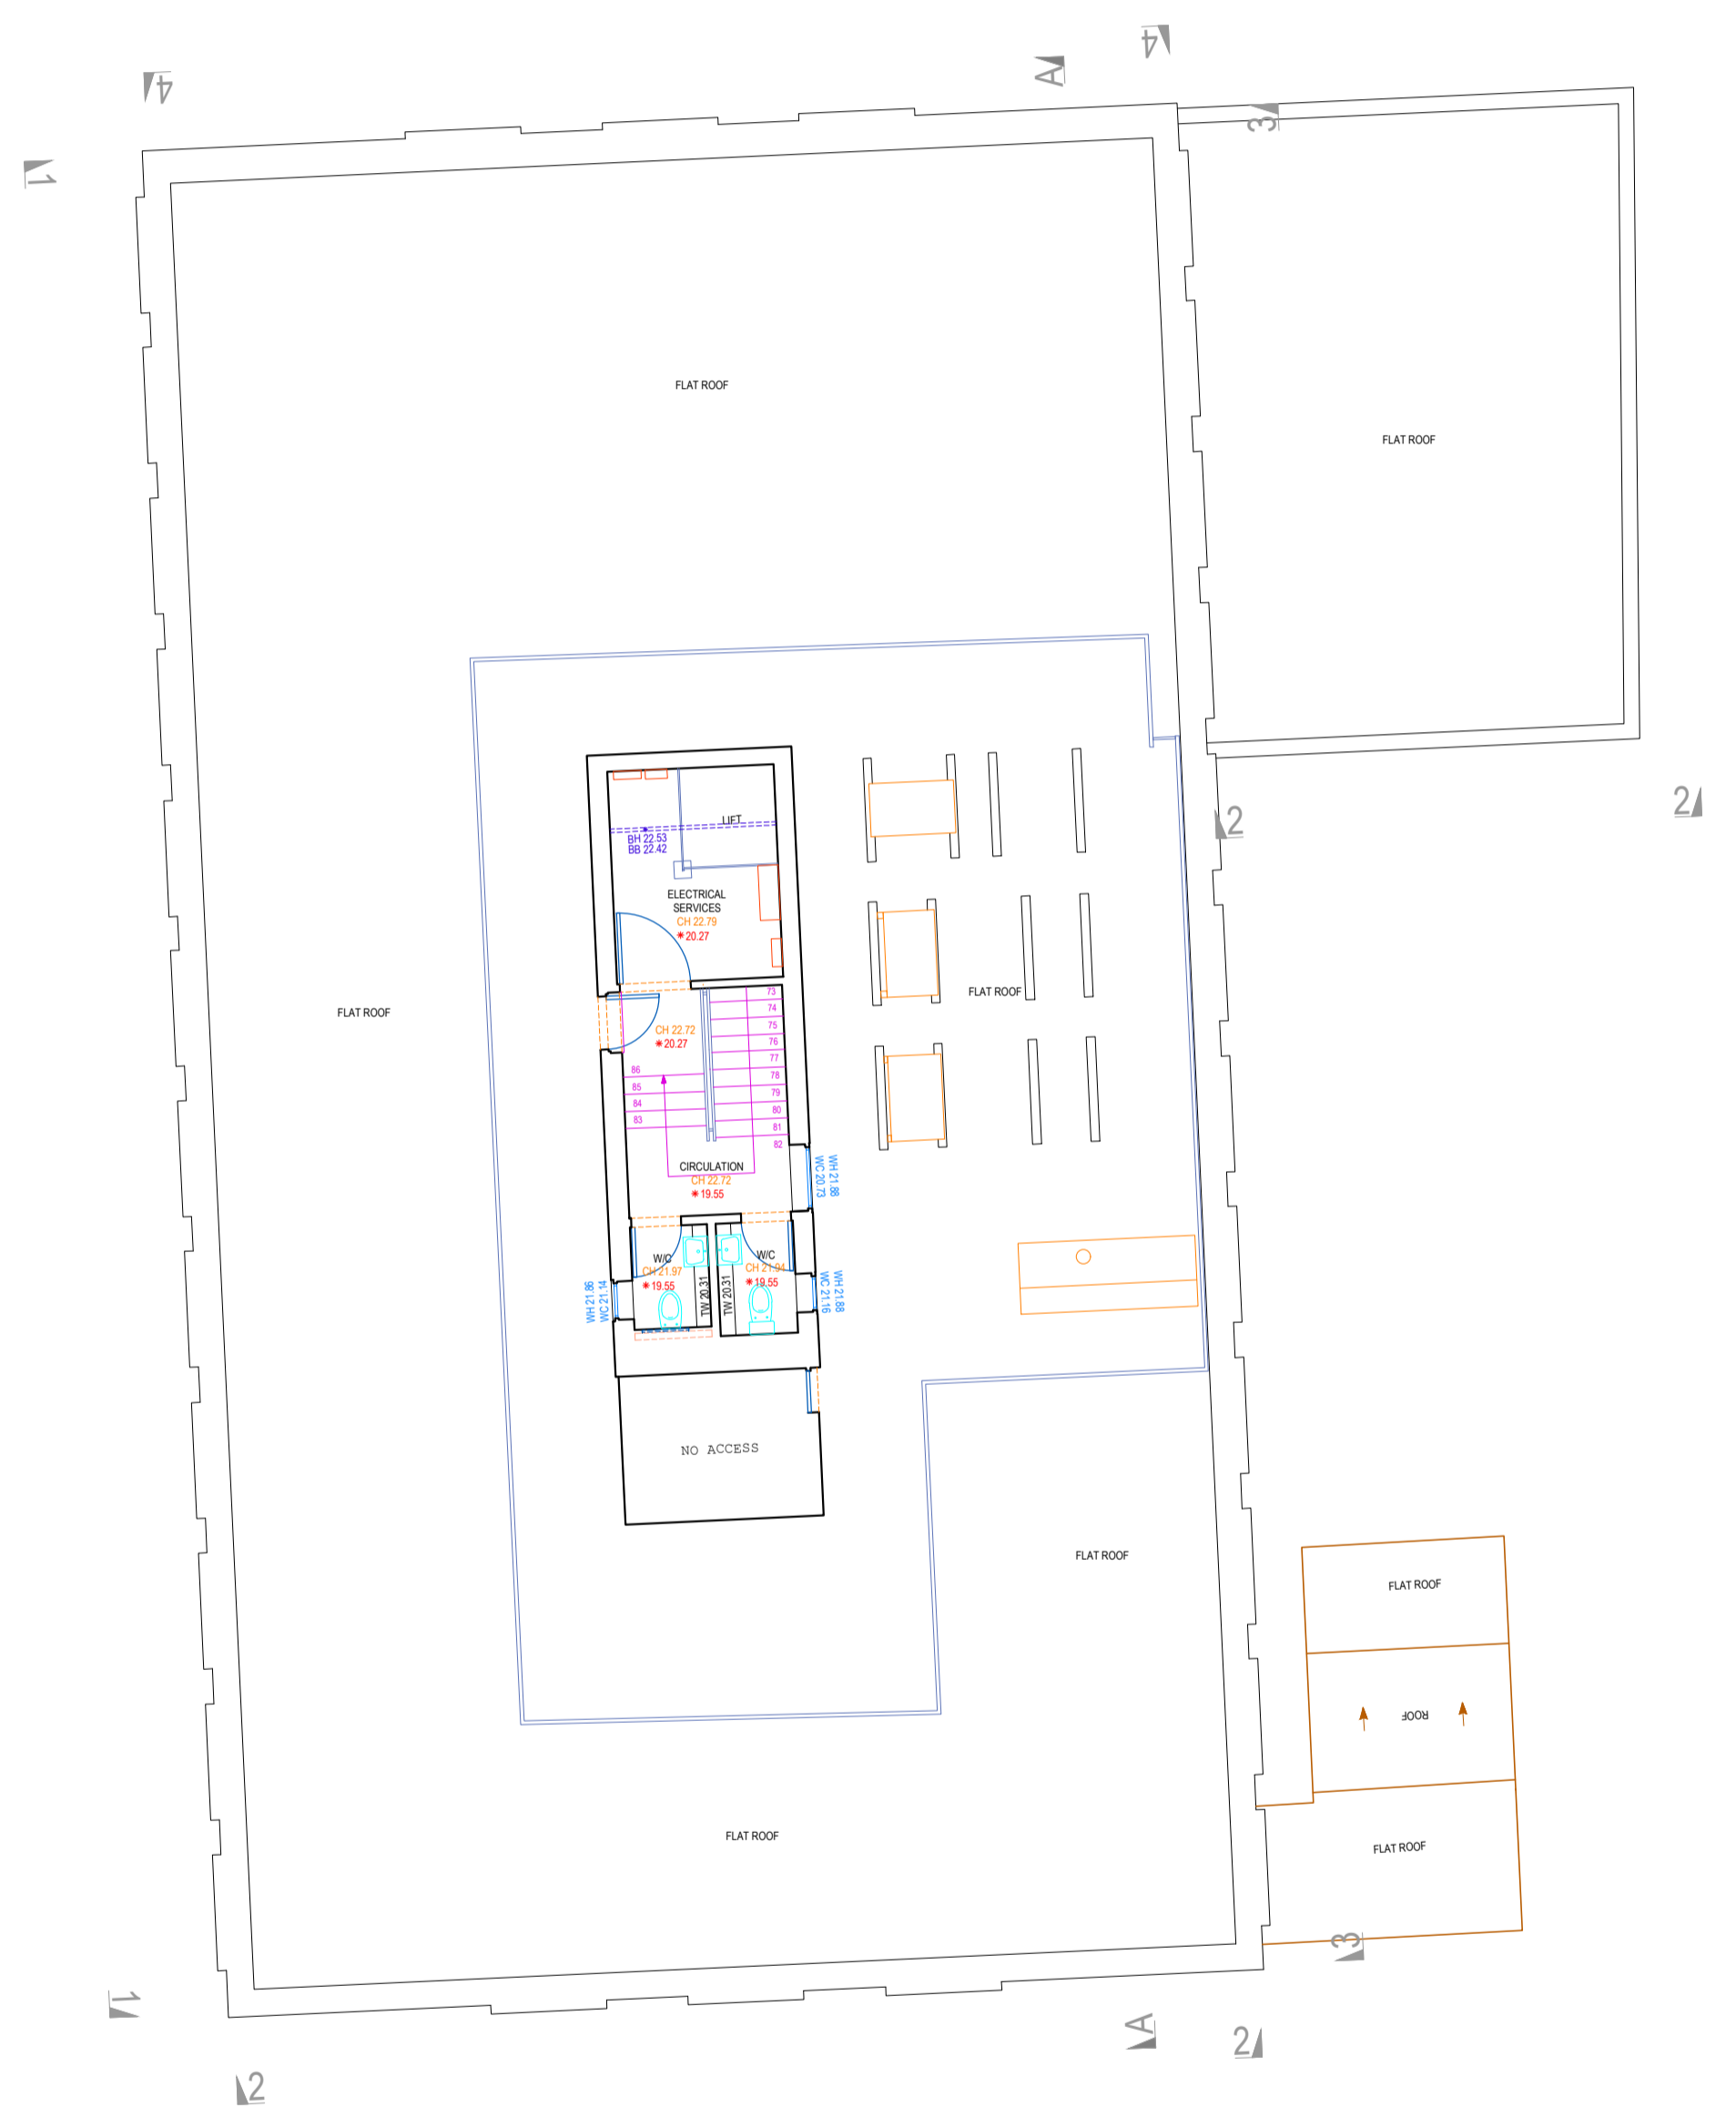 4
A
4
3
1
FLAT ROOF
FLAT ROOF
2
2
LIFT
BH 22.53
BB 22.42
ELECTRICAL
SERVICES
CH 22.79
*20.27
FLAT ROOF
FLAT ROOF
73
74
75
76
77
78
79
80
81
82
CH 22.72
*20.27
86
85
84
83
CIRCULATION
CH 22.72
*19.55
WH 21.88
WC 20.73
W/C
CH 21.97
*19.55
TW 20.31
TW 20.31
W/C
CH 21.94
*19.55
WH 21.86
WC 21.14
WH 21.88
WC 21.16
NO ACCESS
FLAT ROOF
FLAT ROOF
ROOF
FLAT ROOF
FLAT ROOF
3
1
A
2
2